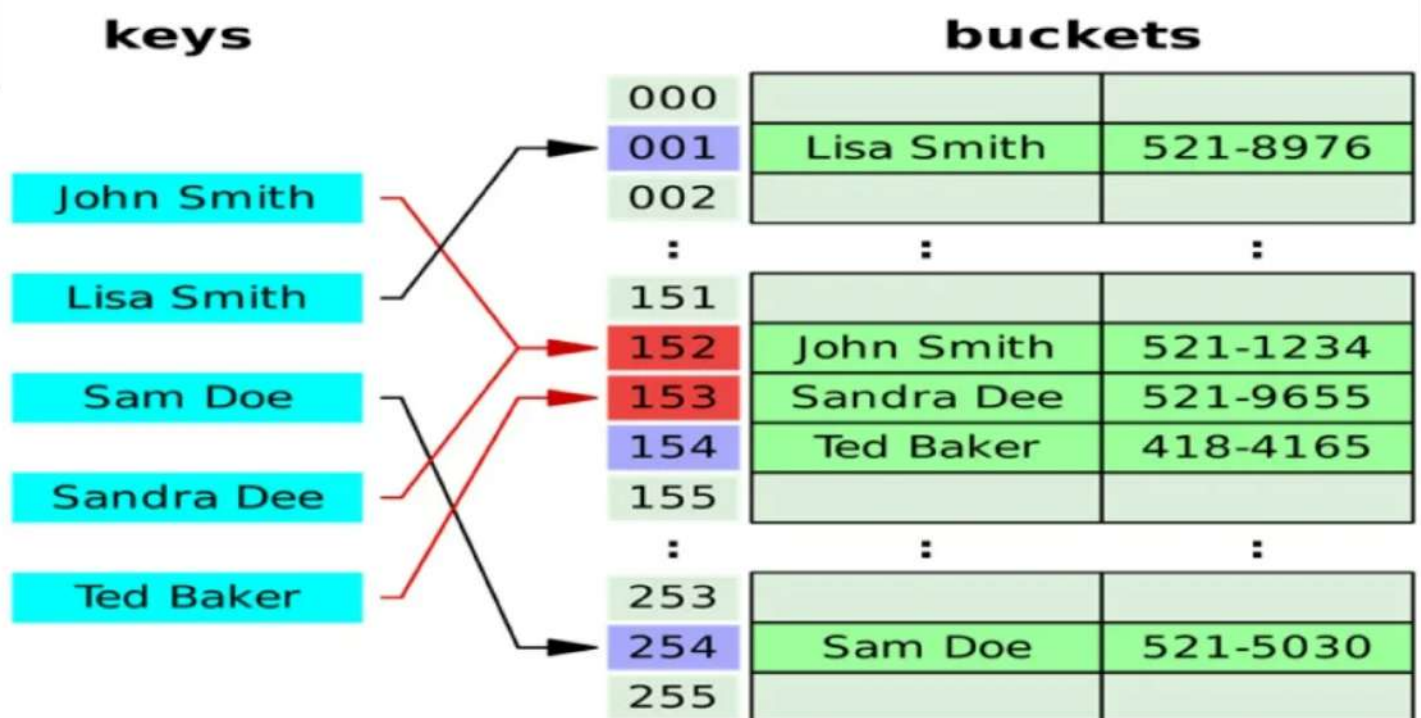 keys
buckets
John Smith
Lisa Smith
Sam Doe
Sandra Dee
Ted Baker
000
001 Lisa Smith 521-8976
002
:
:
:
151
152 John Smith 521-1234
153 Sandra Dee 521-9655
154 Ted Baker 418-4165
155
:
:
:
253
254 Sam Doe 521-5030
255